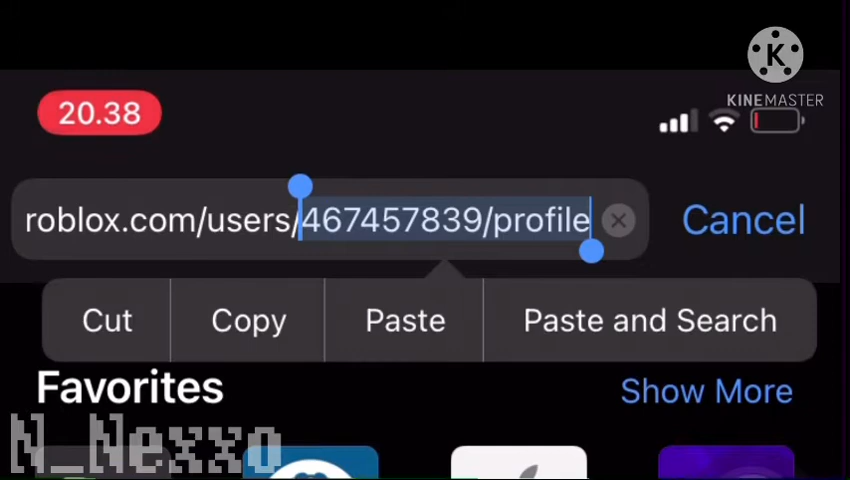 K
KINEMASTER
20.38
roblox.com/users/467457839/profile
Cancel
Cut
Copy
Paste
Paste and Search
Favorites
Show More
N_Nexxo